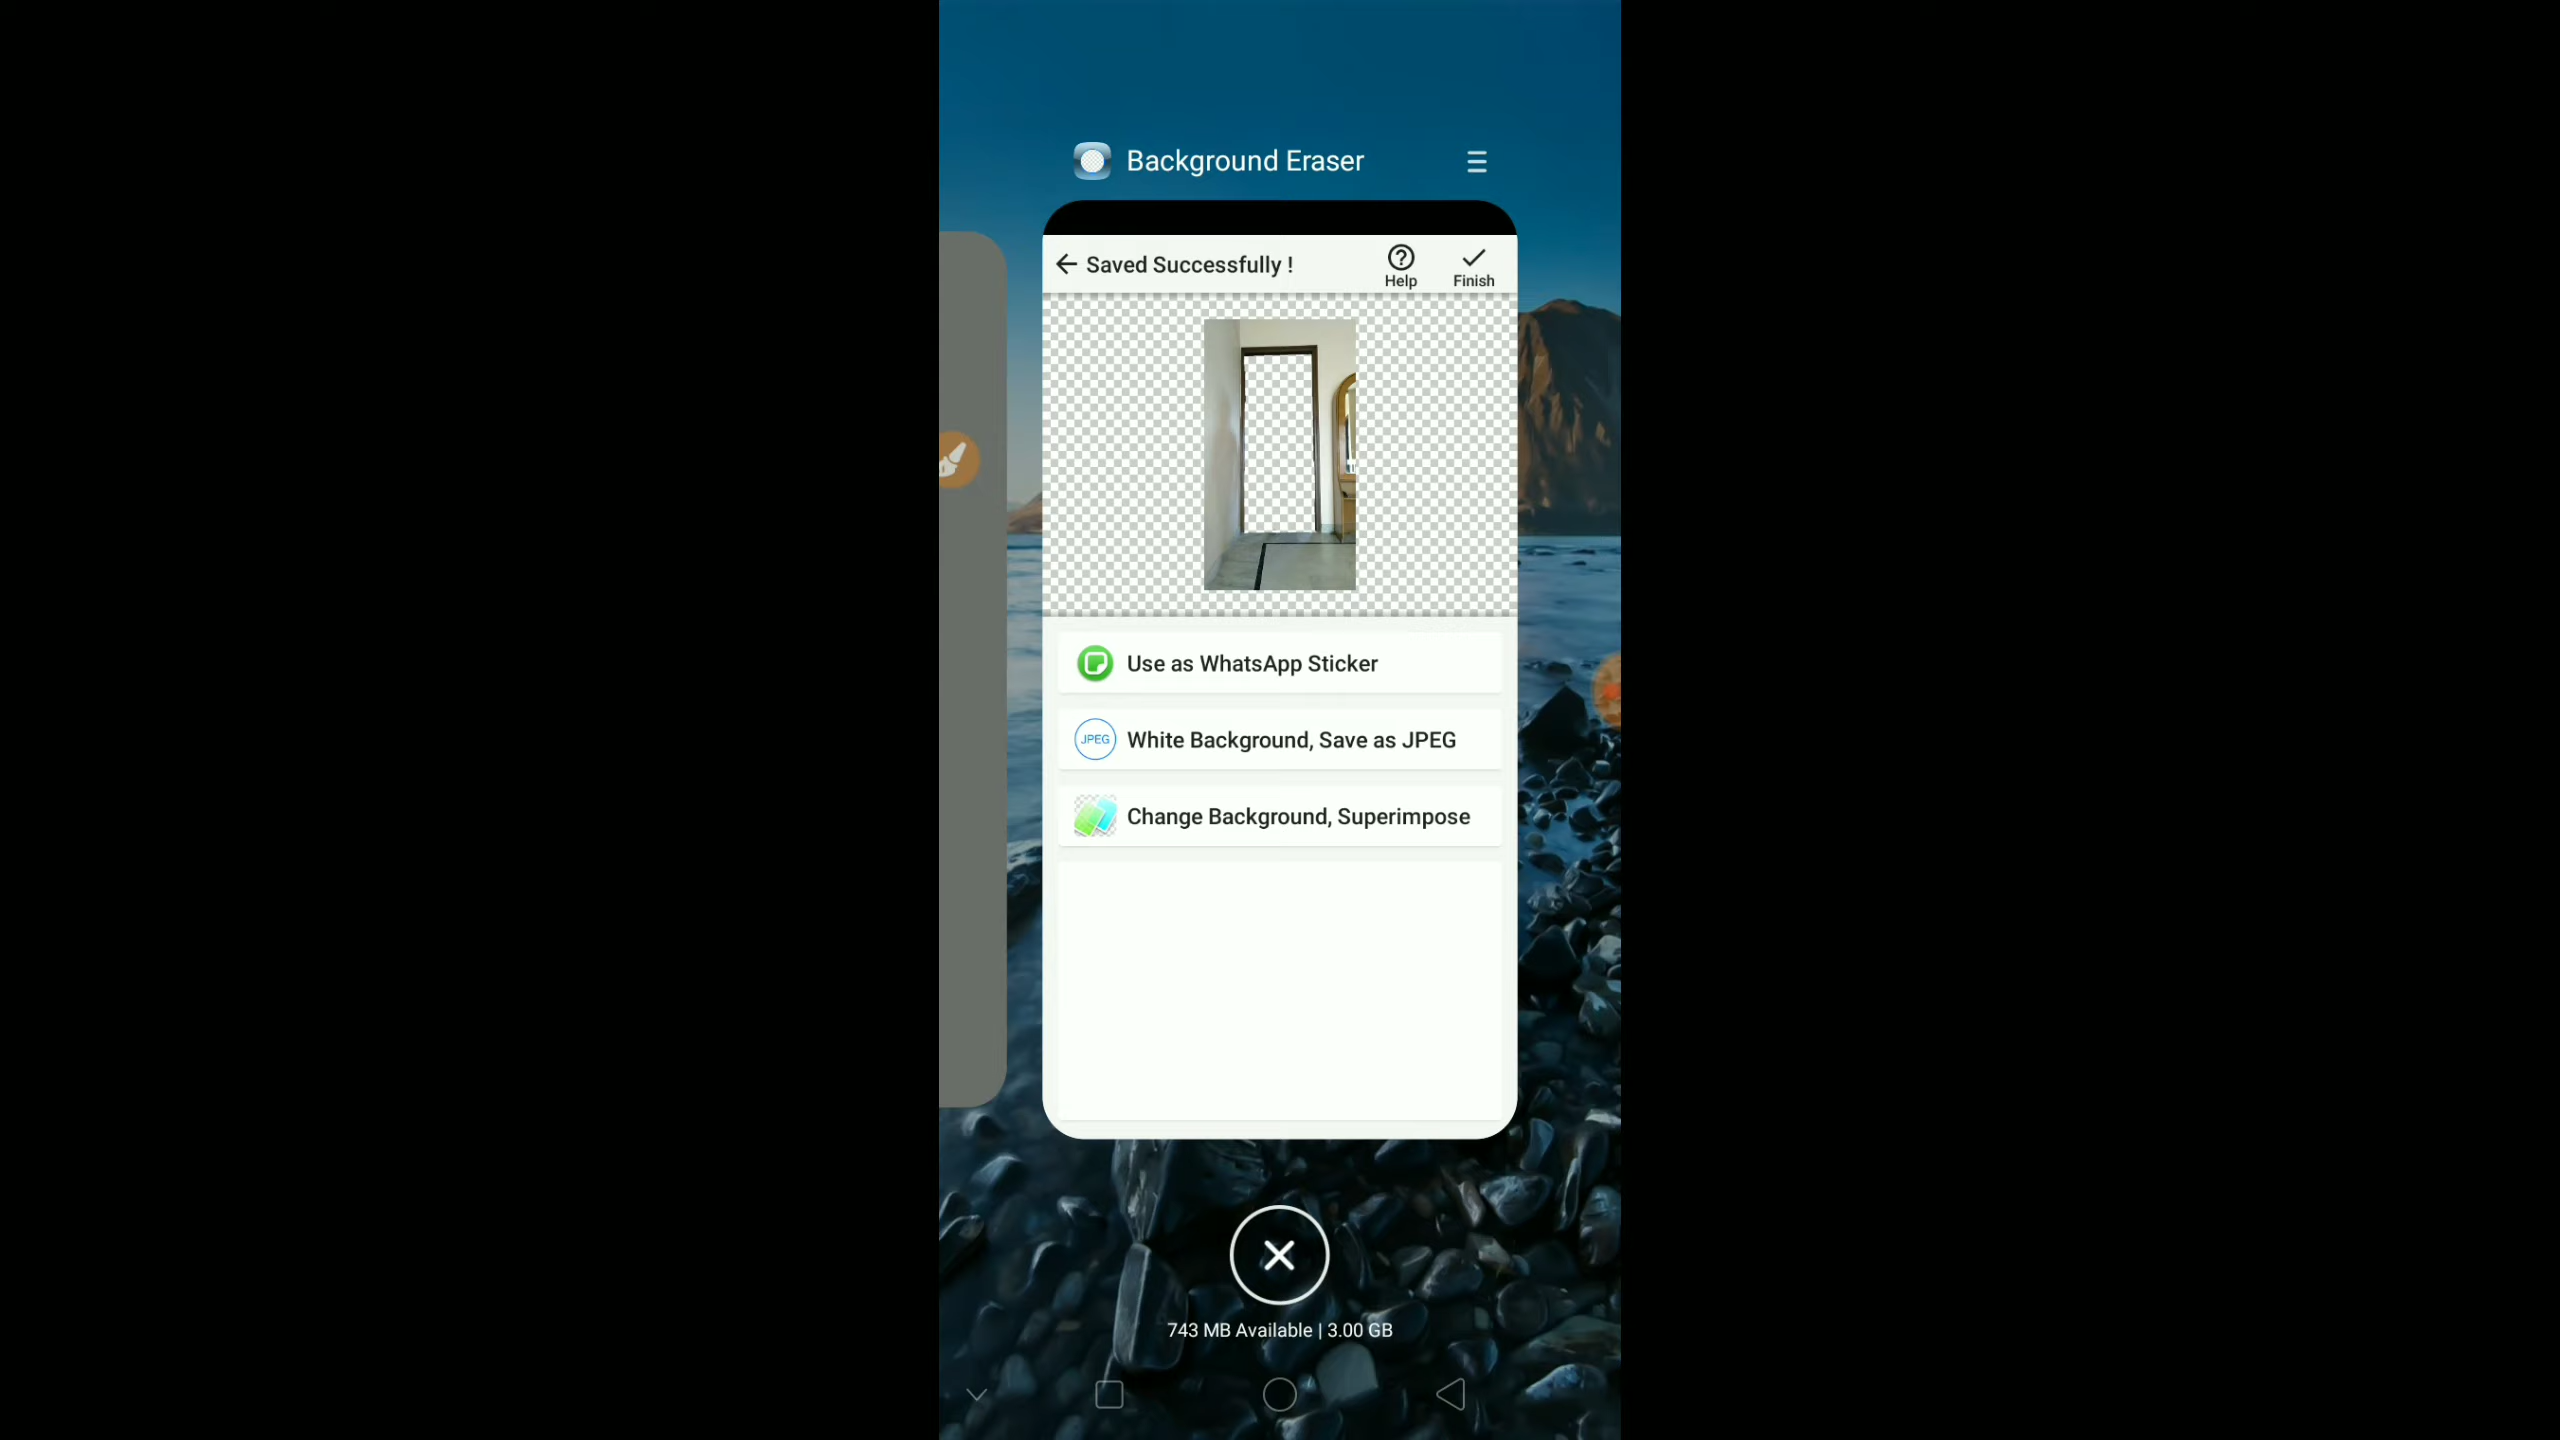 Background Eraser
Saved Successfully !
Help
Finish
Use as WhatsApp Sticker
JPEG
White Background, Save as JPEG
Change Background, Superimpose
743 MB Available | 3.00 GB